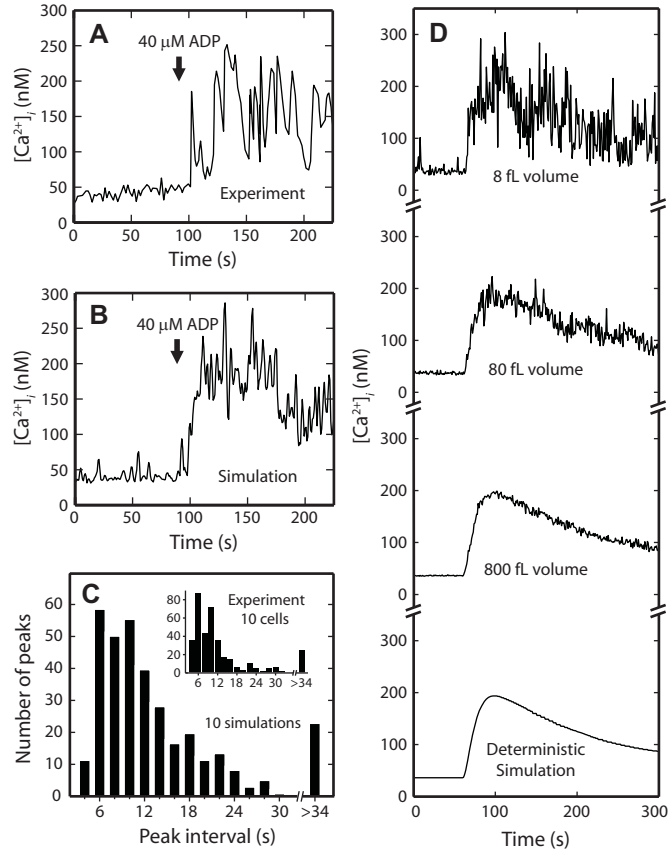 A
40 μM ADP
300
250
200
150
100
50
0
[Ca²⁺]ᵢ (nM)
Experiment
0 50 100 150 200
Time (s)
B
40 μM ADP
300
250
200
150
100
50
0
[Ca²⁺]ᵢ (nM)
Simulation
0 50 100 150 200
Time (s)
C
60
50
40
30
20
10
0
Number of peaks
Experiment
10 cells
80
60
40
20
0
6 12 18 24 30 >34
10 simulations
6 12 18 24 30 >34
Peak interval (s)
D
300
200
100
0
8 fL volume
300
200
100
0
80 fL volume
[Ca²⁺]ᵢ (nM)
300
200
100
0
800 fL volume
300
200
100
0
Deterministic
Simulation
0 100 200 300
Time (s)